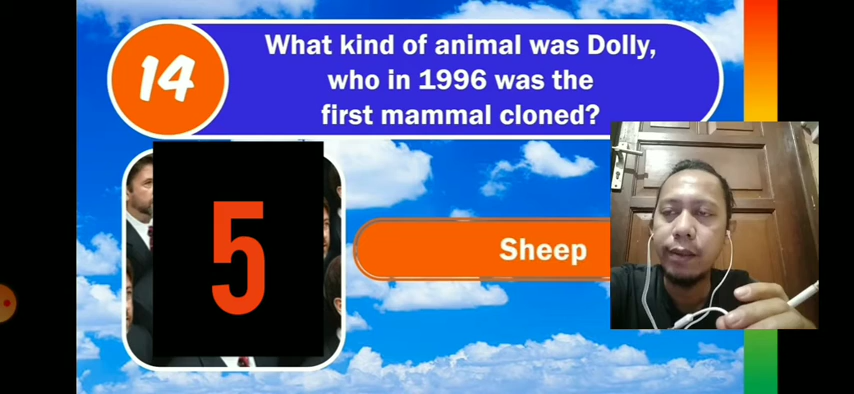 14
What kind of animal was Dolly,
who in 1996 was the
first mammal cloned?
5
Sheep